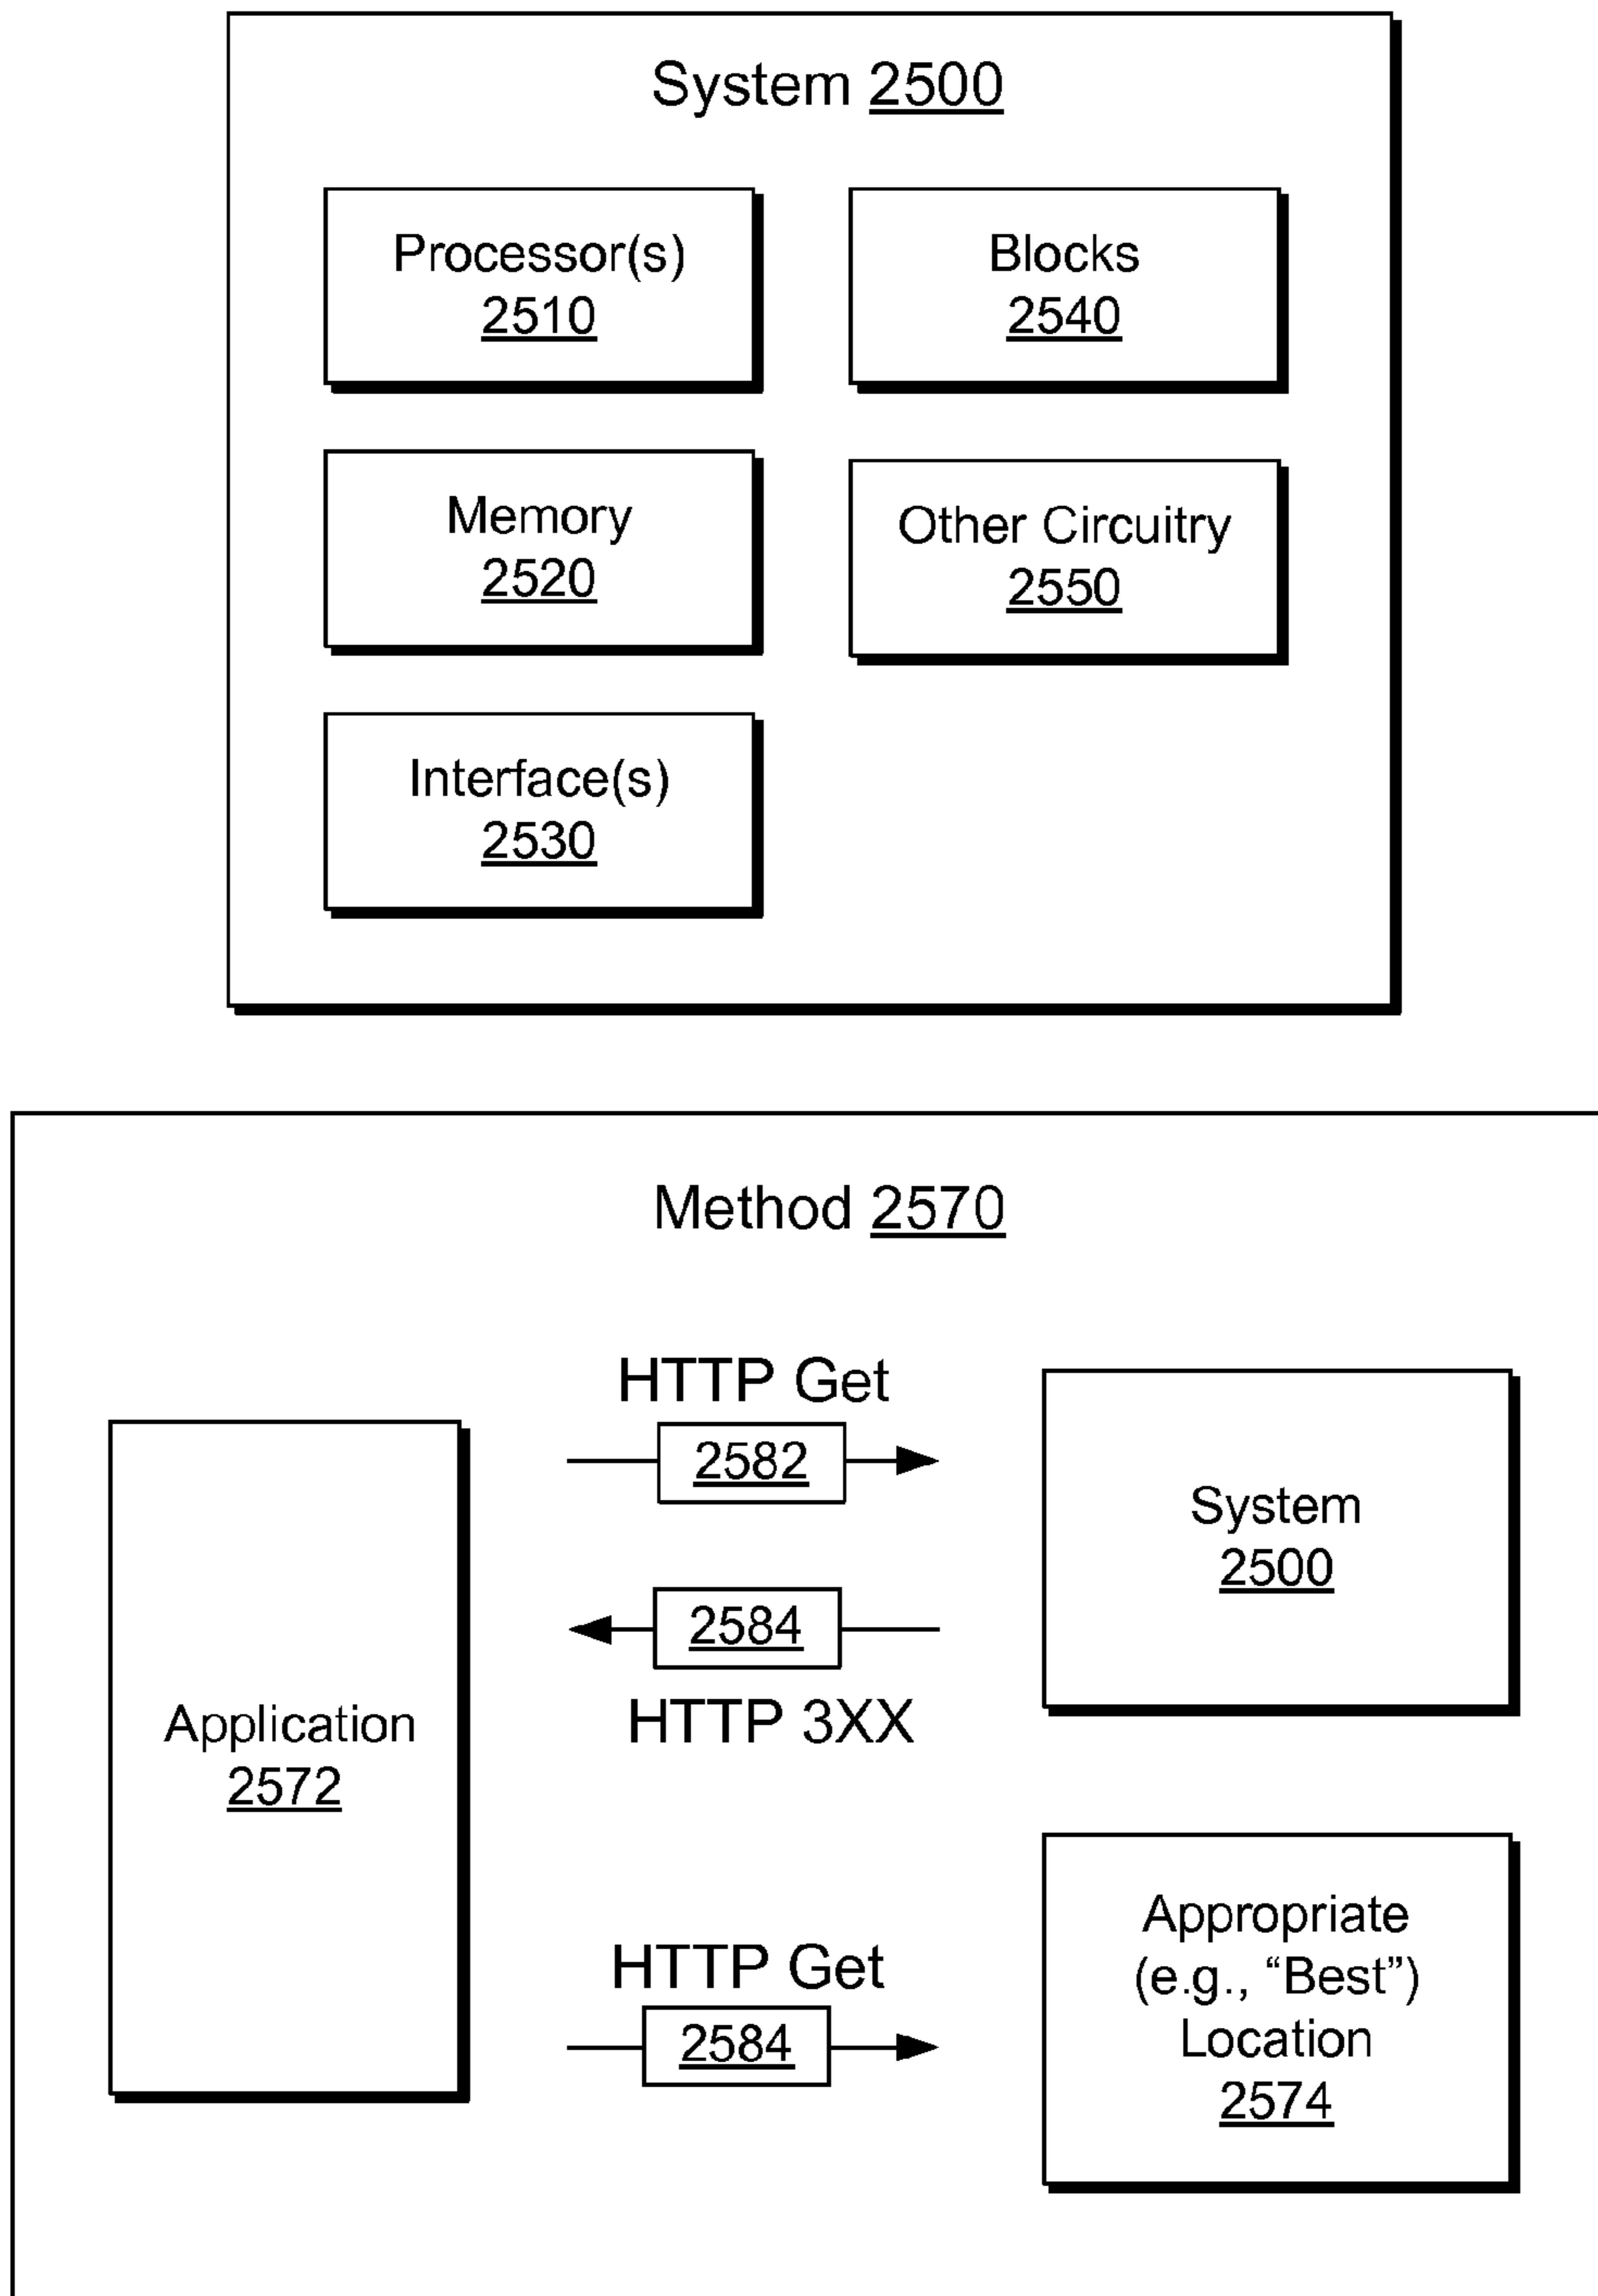 System 2500
Processor(s)
2510
Blocks
2540
Memory
2520
Other Circuitry
2550
Interface(s)
2530
Method 2570
HTTP Get
2582
System
2500
2584
HTTP 3XX
Application
2572
HTTP Get
2584
Appropriate
(e.g., “Best”)
Location
2574